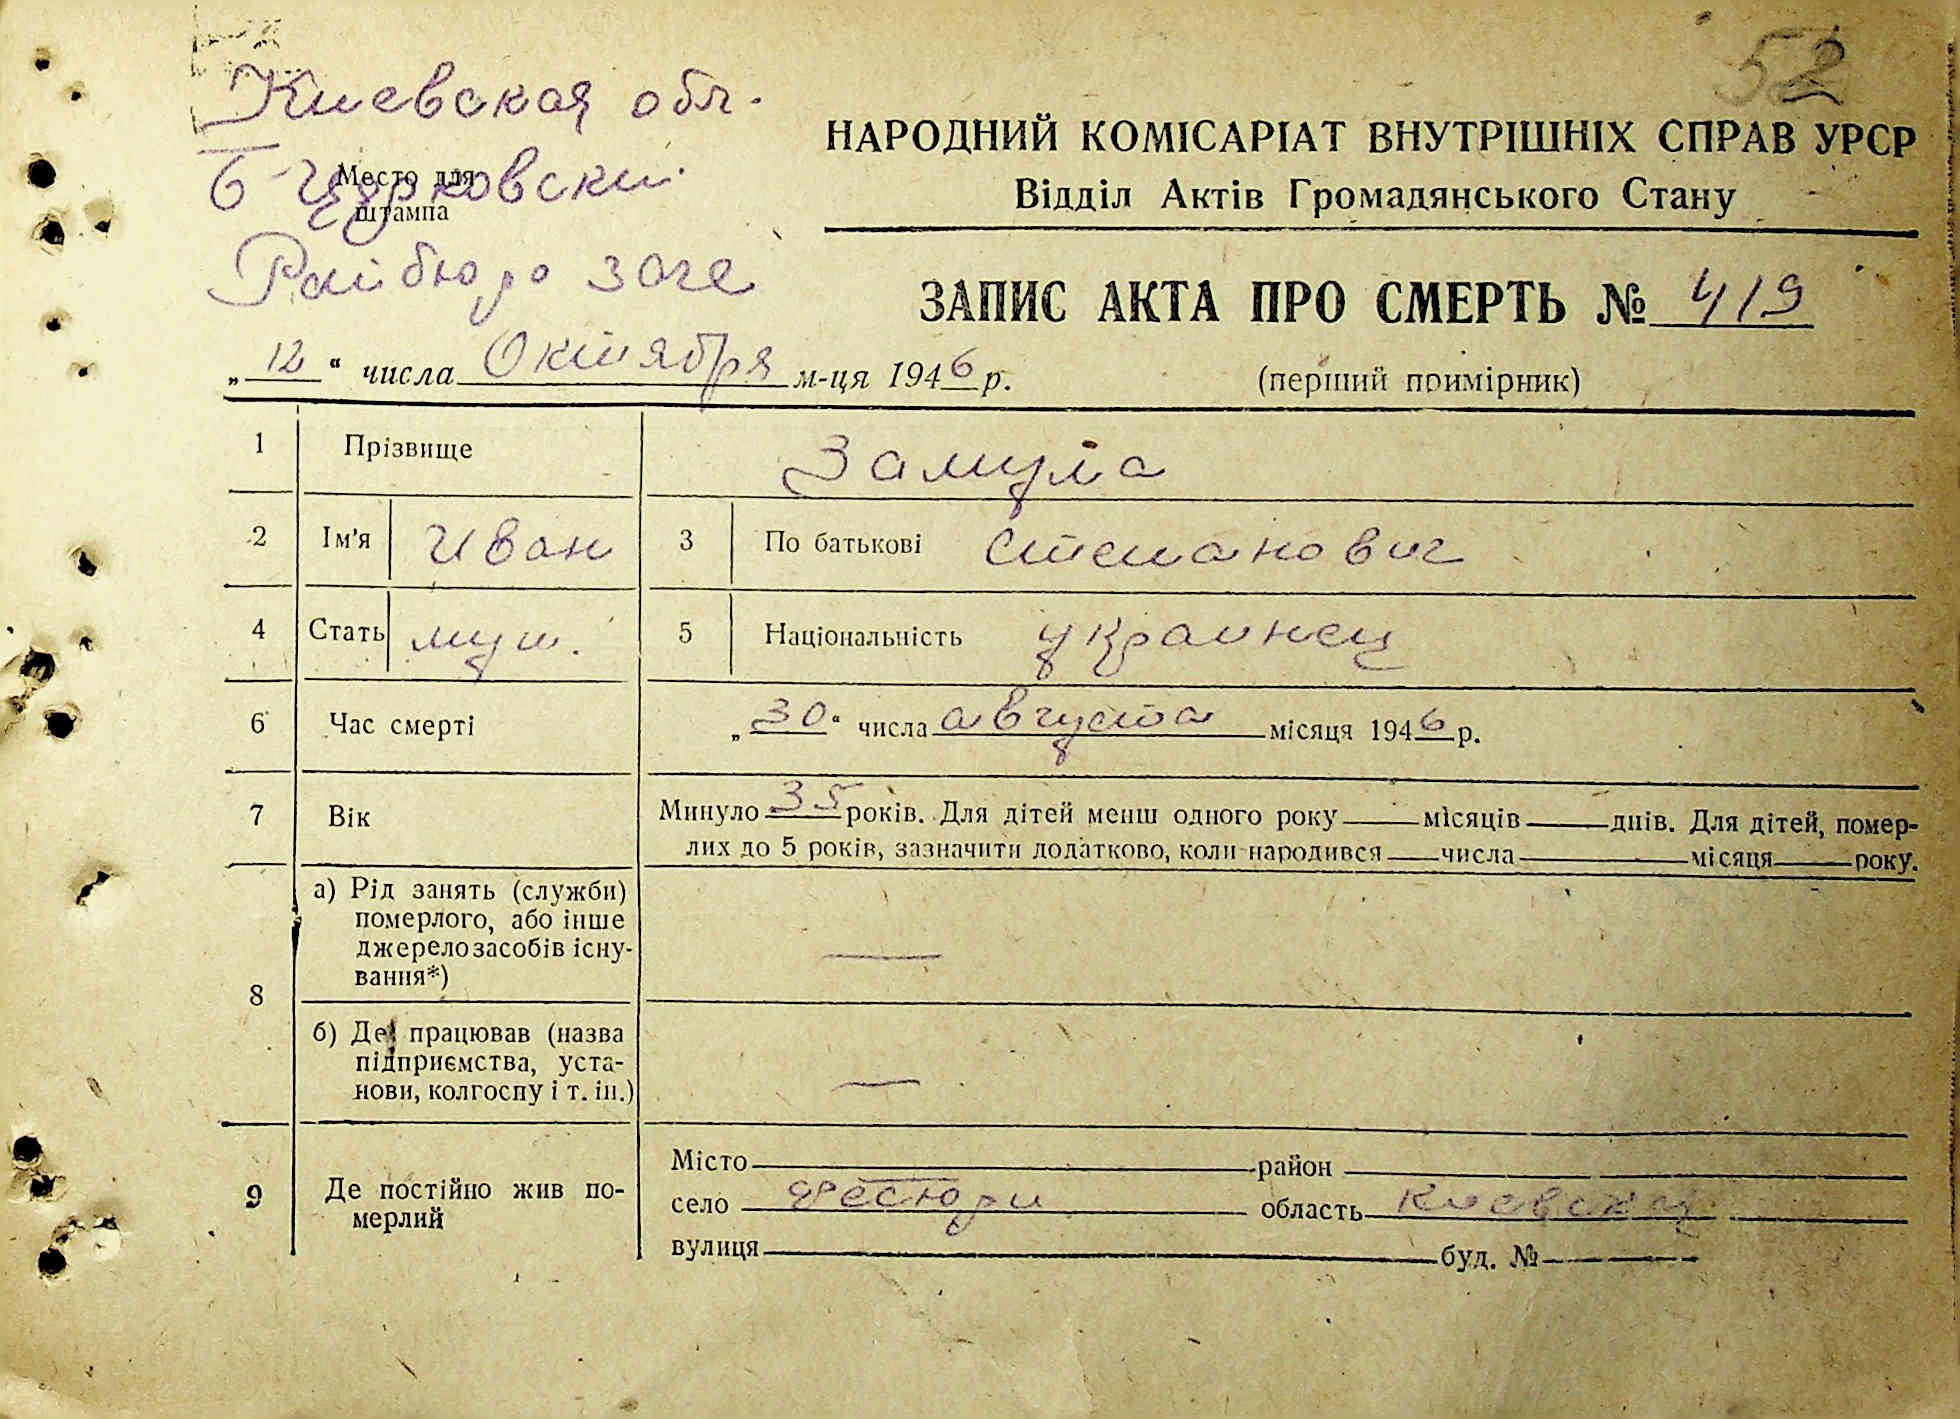 52
Киевская обл.
Б-Церковский
Место для
штампа
Райбюро загс
НАРОДНИЙ КОМІСАРІАТ ВНУТРІШНІХ СПРАВ УРСР
Відділ Актів Громадянського Стану
ЗАПИС АКТА ПРО СМЕРТЬ № 419
„12“ числа Октября м-ця 1946 р.
(перший примірник)
1 Прізвище Замула
2 Ім'я Иван 3 По батькові Степанович
4 Стать муж. 5 Національність украинец
6 Час смерті „30“ числа августа місяця 1946 р.
7 Вік Минуло 35 років. Для дітей менш одного року місяців днів. Для дітей, помер-
лих до 5 років, зазначити додатково, коли народився числа місяця року.
8 а) Рід занять (служби)
померлого, або інше
джерело засобів існу-
вання*) —
б) Де працював (назва
підприємства, уста-
нови, колгоспу і т. ін.) —
9 Де постійно жив по-
мерлий
Місто район
село область Киевская
вулиця буд. №